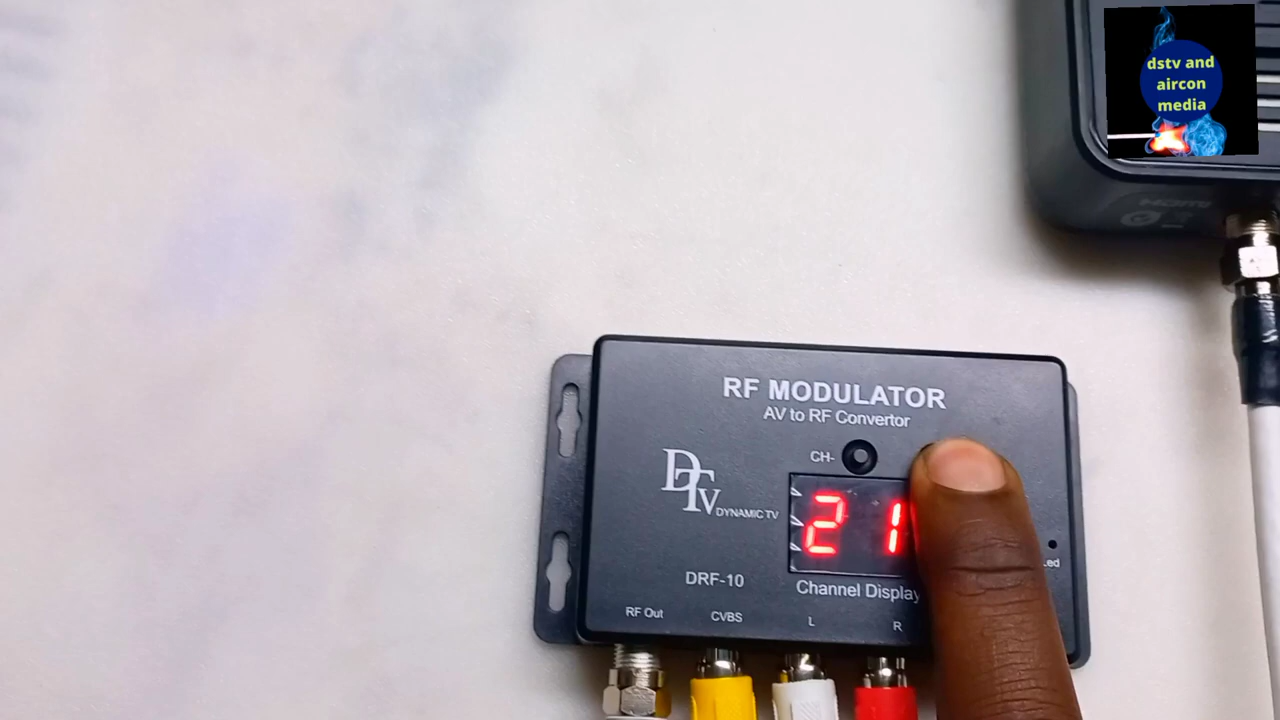 dstv and
aircon
media
RF MODULATOR
AV to RF Convertor
CH-
DTV
DYNAMIC TV
21
Led
DRF-10
Channel Display
RF Out
CVBS
L
R